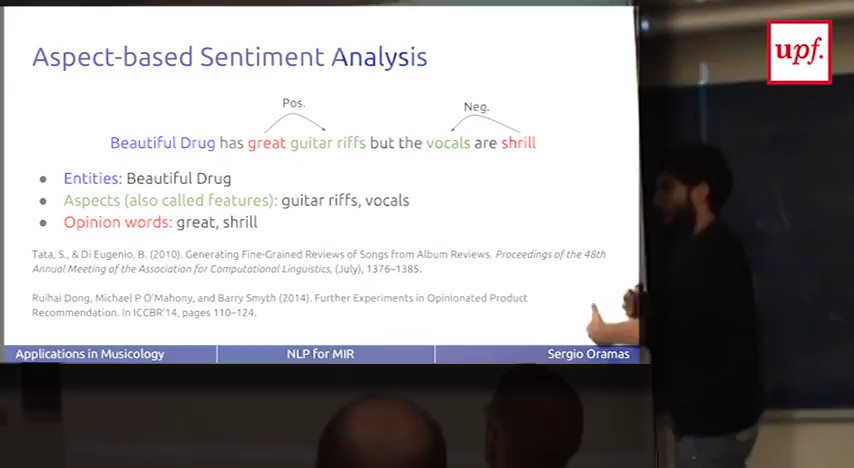 upf.
Aspect-based Sentiment Analysis
Pos.
Neg.
Beautiful Drug has great guitar riffs but the vocals are shrill
● Entities: Beautiful Drug
● Aspects (also called features): guitar riffs, vocals
● Opinion words: great, shrill
Tata, S., & Di Eugenio, B. (2010). Generating Fine-Grained Reviews of Songs from Album Reviews. Proceedings of the 48th
Annual Meeting of the Association for Computational Linguistics, (July), 1376–1385.
Ruihai Dong, Michael P O'Mahony, and Barry Smyth (2014). Further Experiments in Opinionated Product
Recommendation. In ICCBR'14, pages 110–124.
Applications in Musicology
NLP for MIR
Sergio Oramas